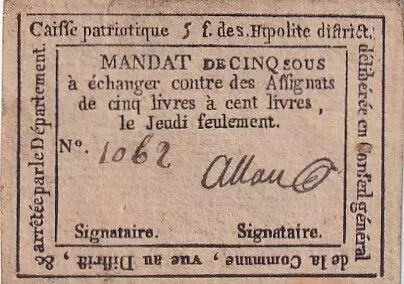 Caisse patriotique 5 f. de s. Hipolite district.
délibérée en Conseil général
de la Commune, vue au District, &
arrêtée par le Département.
MANDAT DE CINQ SOUS
à échanger contre des Assignats
de cinq livres à cent livres,
le Jeudi seulement.
N°. 1062
Signataire. Signataire.